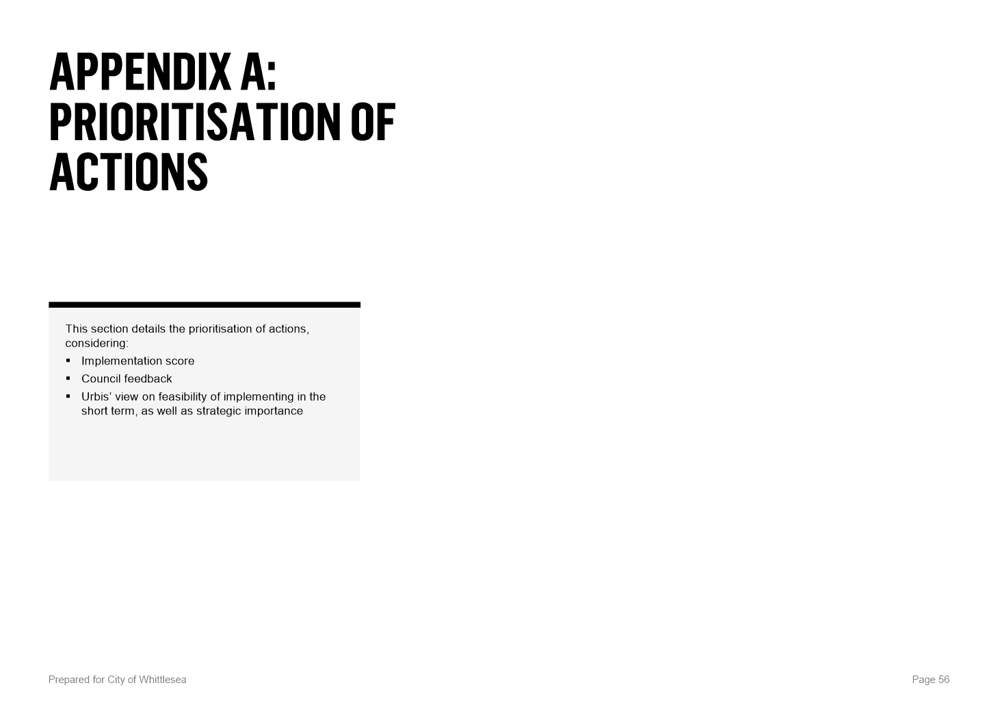 APPENDIX A:
PRIORITISATION OF
ACTIONS
This section details the prioritisation of actions,
considering:
▪ Implementation score
▪ Council feedback
▪ Urbis’ view on feasibility of implementing in the
short term, as well as strategic importance
Prepared for City of Whittlesea
Page 56